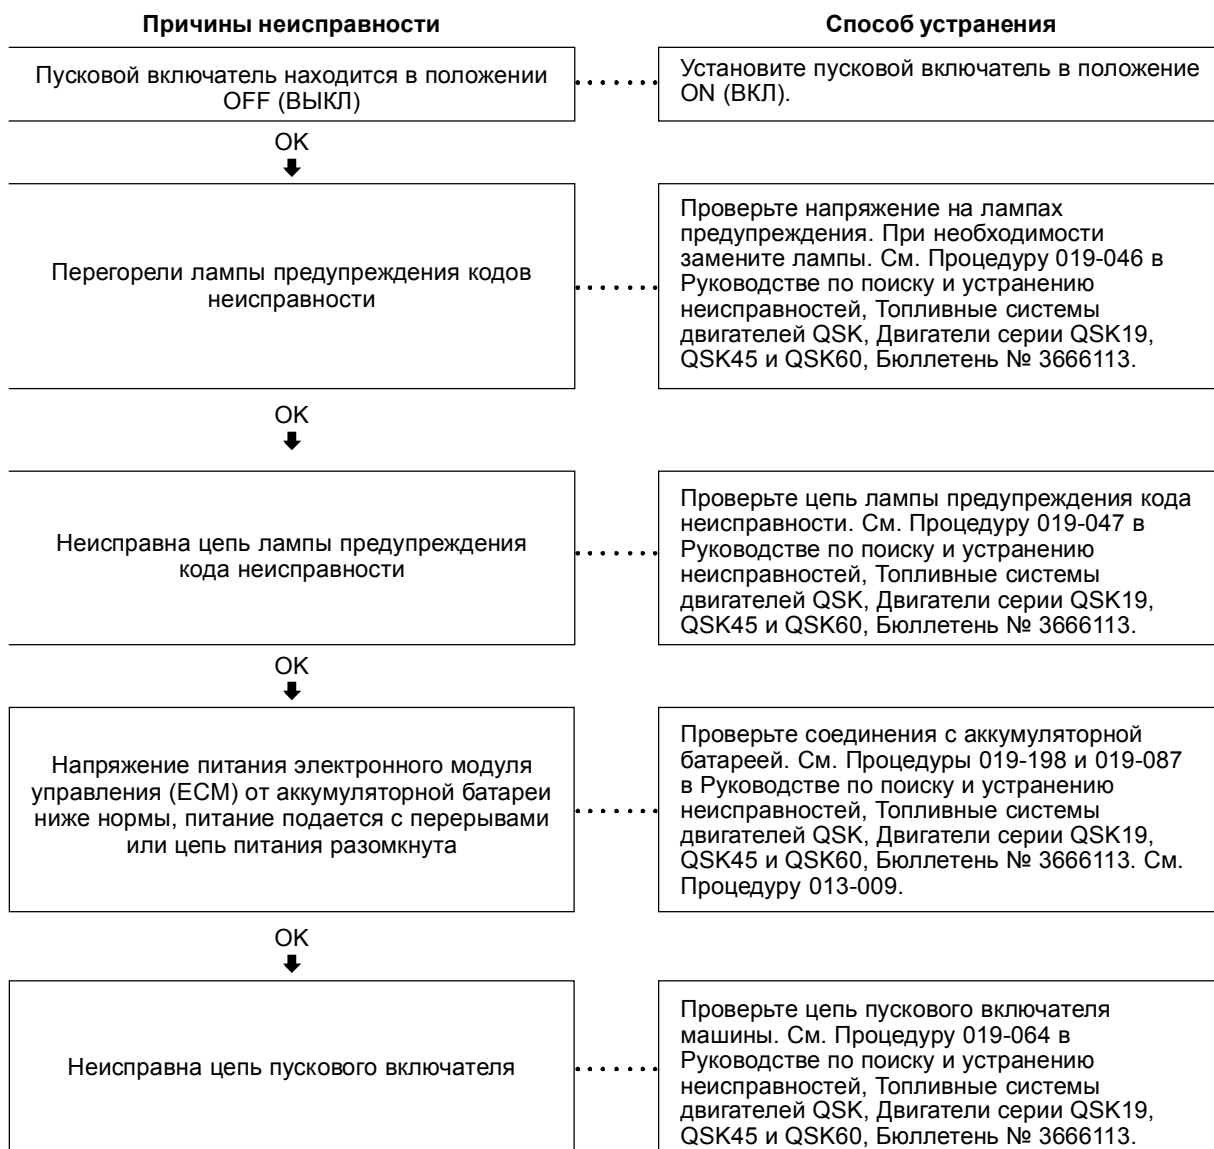 Причины неисправности
Способ устранения
Пусковой включатель находится в положении
OFF (ВЫКЛ)
Установите пусковой включатель в положение
ON (ВКЛ).
OK
Перегорели лампы предупреждения кодов
неисправности
Проверьте напряжение на лампах
предупреждения. При необходимости
замените лампы. См. Процедуру 019-046 в
Руководстве по поиску и устранению
неисправностей, Топливные системы
двигателей QSK, Двигатели серии QSK19,
QSK45 и QSK60, Бюллетень № 3666113.
OK
Неисправна цепь лампы предупреждения
кода неисправности
Проверьте цепь лампы предупреждения кода
неисправности. См. Процедуру 019-047 в
Руководстве по поиску и устранению
неисправностей, Топливные системы
двигателей QSK, Двигатели серии QSK19,
QSK45 и QSK60, Бюллетень № 3666113.
OK
Напряжение питания электронного модуля
управления (ECM) от аккумуляторной батареи
ниже нормы, питание подается с перерывами
или цепь питания разомкнута
Проверьте соединения с аккумуляторной
батареей. См. Процедуры 019-198 и 019-087
в Руководстве по поиску и устранению
неисправностей, Топливные системы
двигателей QSK, Двигатели серии QSK19,
QSK45 и QSK60, Бюллетень № 3666113. См.
Процедуру 013-009.
OK
Неисправна цепь пускового включателя
Проверьте цепь пускового включателя
машины. См. Процедуру 019-064 в
Руководстве по поиску и устранению
неисправностей, Топливные системы
двигателей QSK, Двигатели серии QSK19,
QSK45 и QSK60, Бюллетень № 3666113.